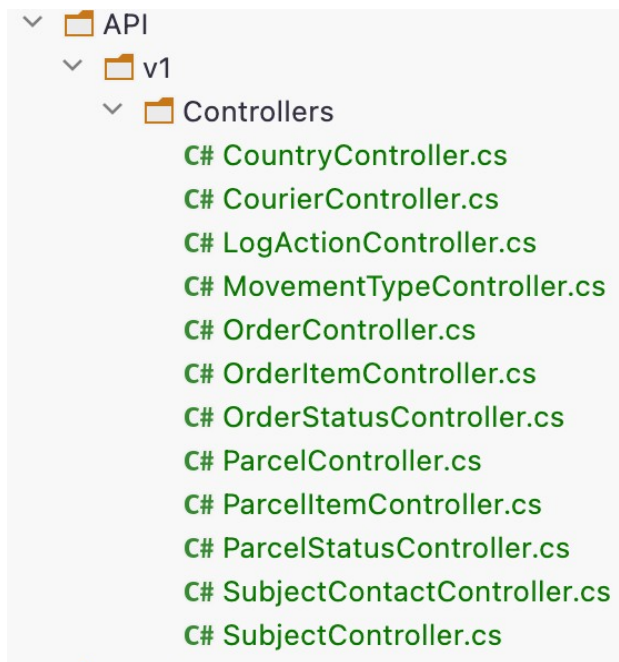 API
v1
Controllers
C# CountryController.cs
C# CourierController.cs
C# LogActionController.cs
C# MovementTypeController.cs
C# OrderController.cs
C# OrderItemController.cs
C# OrderStatusController.cs
C# ParcelController.cs
C# ParcelItemController.cs
C# ParcelStatusController.cs
C# SubjectContactController.cs
C# SubjectController.cs